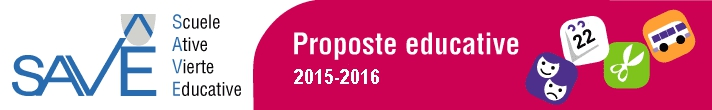 SAVE
Scuele
Ative
Vierte
Educative
Proposte educative
2015-2016
22